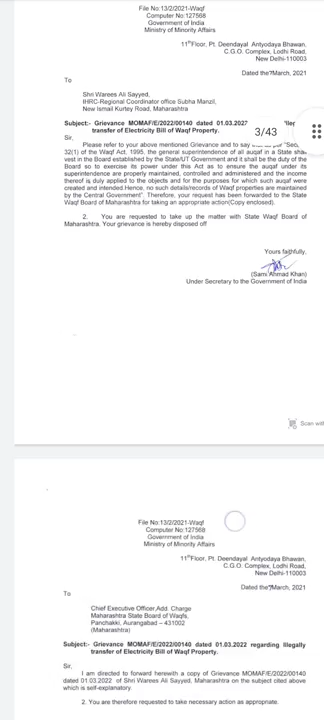 File No:13/2/2021-Waqf
Computer No:127568
Government of India
Ministry of Minority Affairs
11thFloor, Pt. Deendayal Antyodaya Bhawan,
C.G.O. Complex, Lodhi Road,
New Delhi-110003
Dated the March, 2021
To
Shri Warees Ali Sayyed,
IHRC-Regional Coordinator office Subha Manzil,
New Ismail Kurtey Road, Maharashtra
Subject:- Grievance MOMAF/E/2022/00140 dated 01.03.202
transfer of Electricity Bill of Waqf Property.
3/43
Sir,
Please refer to your above mentioned Grievance and to say
32(1) of the Waqf Act, 1995, the general superintendence of all auqaf in a State shal
vest in the Board established by the State/UT Government and it shall be the duty of the
Board so to exercise its power under this Act as to ensure the auqaf under its
superintendence are properly maintained, controlled and administered and the income
thereof is duly applied to the objects and for the purposes for which such auqaf were
created and intended Hence, no such details/records of Waqf properties are maintained
by the Central Government". Therefore, your request has been forwarded to the State
Waqf Board of Maharashtra for taking an appropriate action(Copy enclosed).
2. You are requested to take up the matter with State Waqf Board of
Maharashtra. Your grievance is hereby disposed off
Yours faithfully,
(Sami Ahmad Khan)
Under Secretary to the Government of India
Scan wit
File No:13/2/2021-Waqf
Computer No:127568
Government of India
Ministry of Minority Affairs
11thFloor, Pt. Deendayal Antyodaya Bhawan,
C.G.O. Complex, Lodhi Road,
New Delhi-110003
Dated the March, 2021
To
Chief Executive Officer,Add. Charge
Maharashtra State Board of Waqfs,
Panchakki, Aurangabad – 431002
(Maharashtra)
Subject:- Grievance MOMAF/E/2022/00140 dated 01.03.2022 regarding Illegally
transfer of Electricity Bill of Waqf Property.
Sir,
I am directed to forward herewith a copy of Grievance MOMAF/E/2022/00140
dated 01.03.2022 of Shri Warees Ali Sayyed, Maharashtra on the subject cited above
which is self-explanatory.
2. You are therefore requested to take necessary action as appropriate.